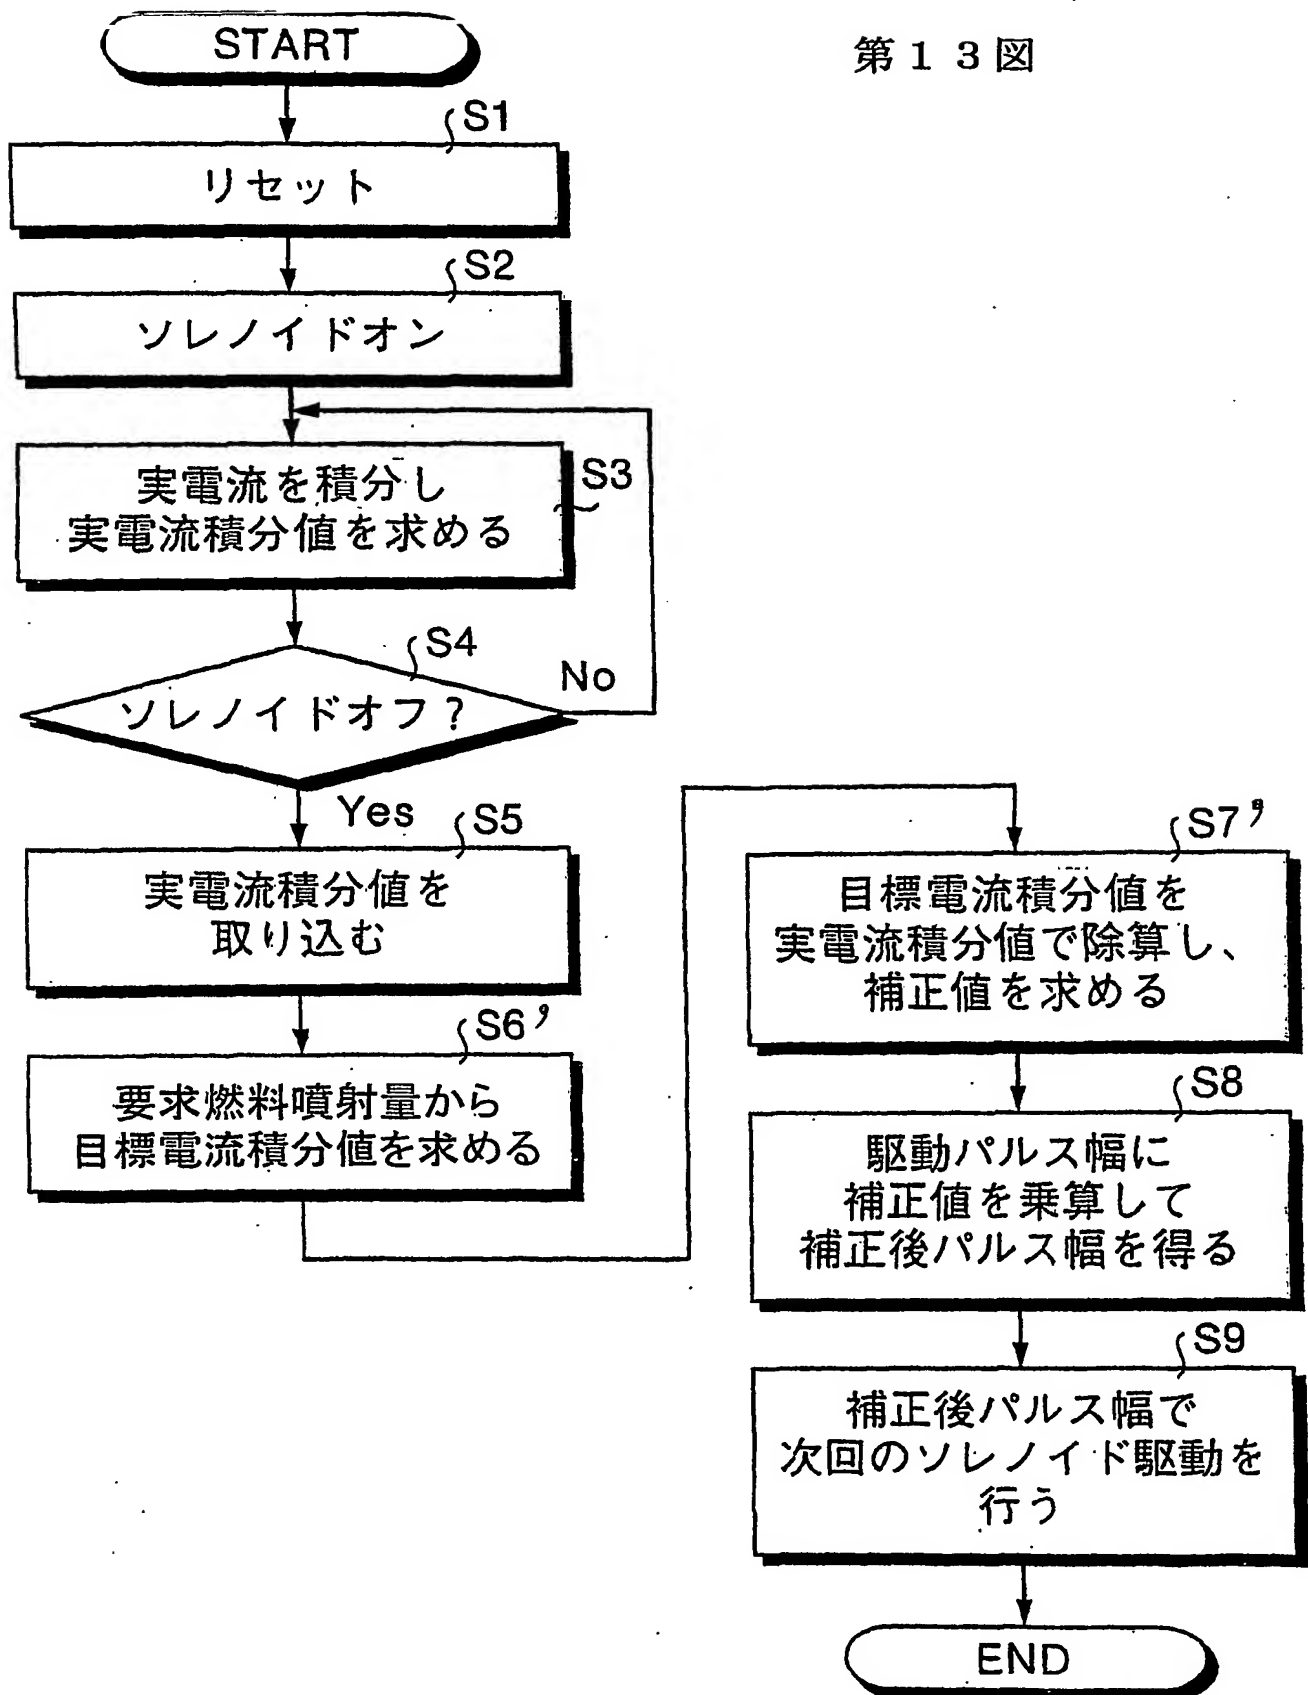 第13図
START
S1
リセット
S2
ソレノイドオン
S3
実電流を積分し
実電流積分値を求める
S4
ソレノイドオフ?
No
Yes
S5
実電流積分値を
取り込む
S6'
要求燃料噴射量から
目標電流積分値を求める
S7'
目標電流積分値を
実電流積分値で除算し、
補正値を求める
S8
駆動パルス幅に
補正値を乗算して
補正後パルス幅を得る
S9
補正後パルス幅で
次回のソレノイド駆動を
行う
END